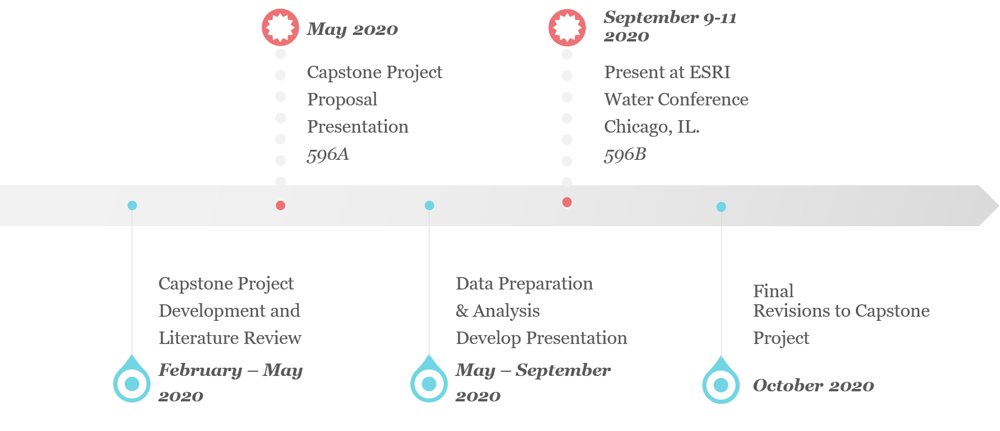 May 2020
Capstone Project
Proposal
Presentation
596A
September 9-11
2020
Present at ESRI
Water Conference
Chicago, IL.
596B
Capstone Project
Development and
Literature Review
February – May
2020
Data Preparation
& Analysis
Develop Presentation
May – September
2020
Final
Revisions to Capstone
Project
October 2020